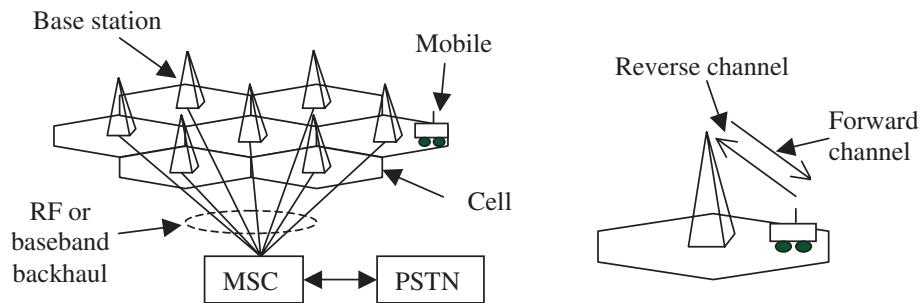 Base station
Mobile
Cell
RF or
baseband
backhaul
MSC
PSTN
Reverse channel
Forward
channel